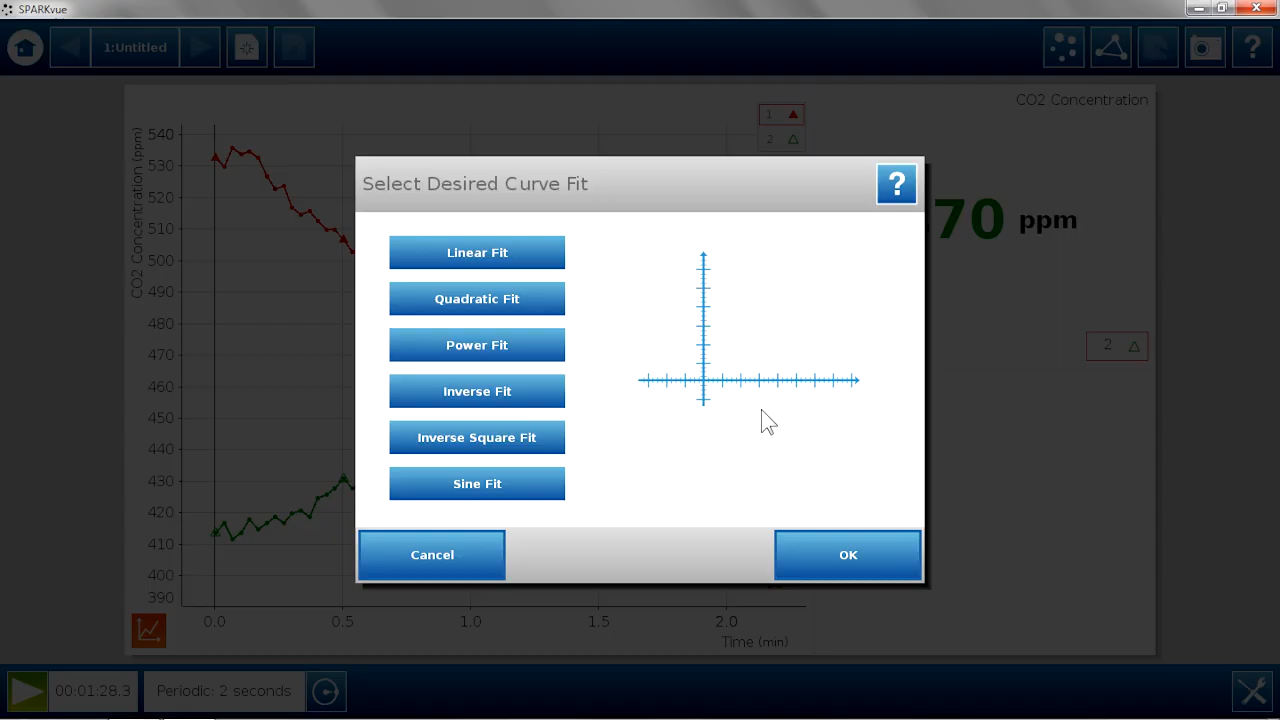 SPARKvue
1:Untitled
?
CO2 Concentration
CO2 Concentration (ppm)
540
530
520
510
500
490
480
470
460
450
440
430
420
410
400
390
0.0
0.5
1.0
1.5
2.0
Time (min)
1
2
70 ppm
2
Select Desired Curve Fit
?
Linear Fit
Quadratic Fit
Power Fit
Inverse Fit
Inverse Square Fit
Sine Fit
Cancel
OK
00:01:28.3
Periodic: 2 seconds